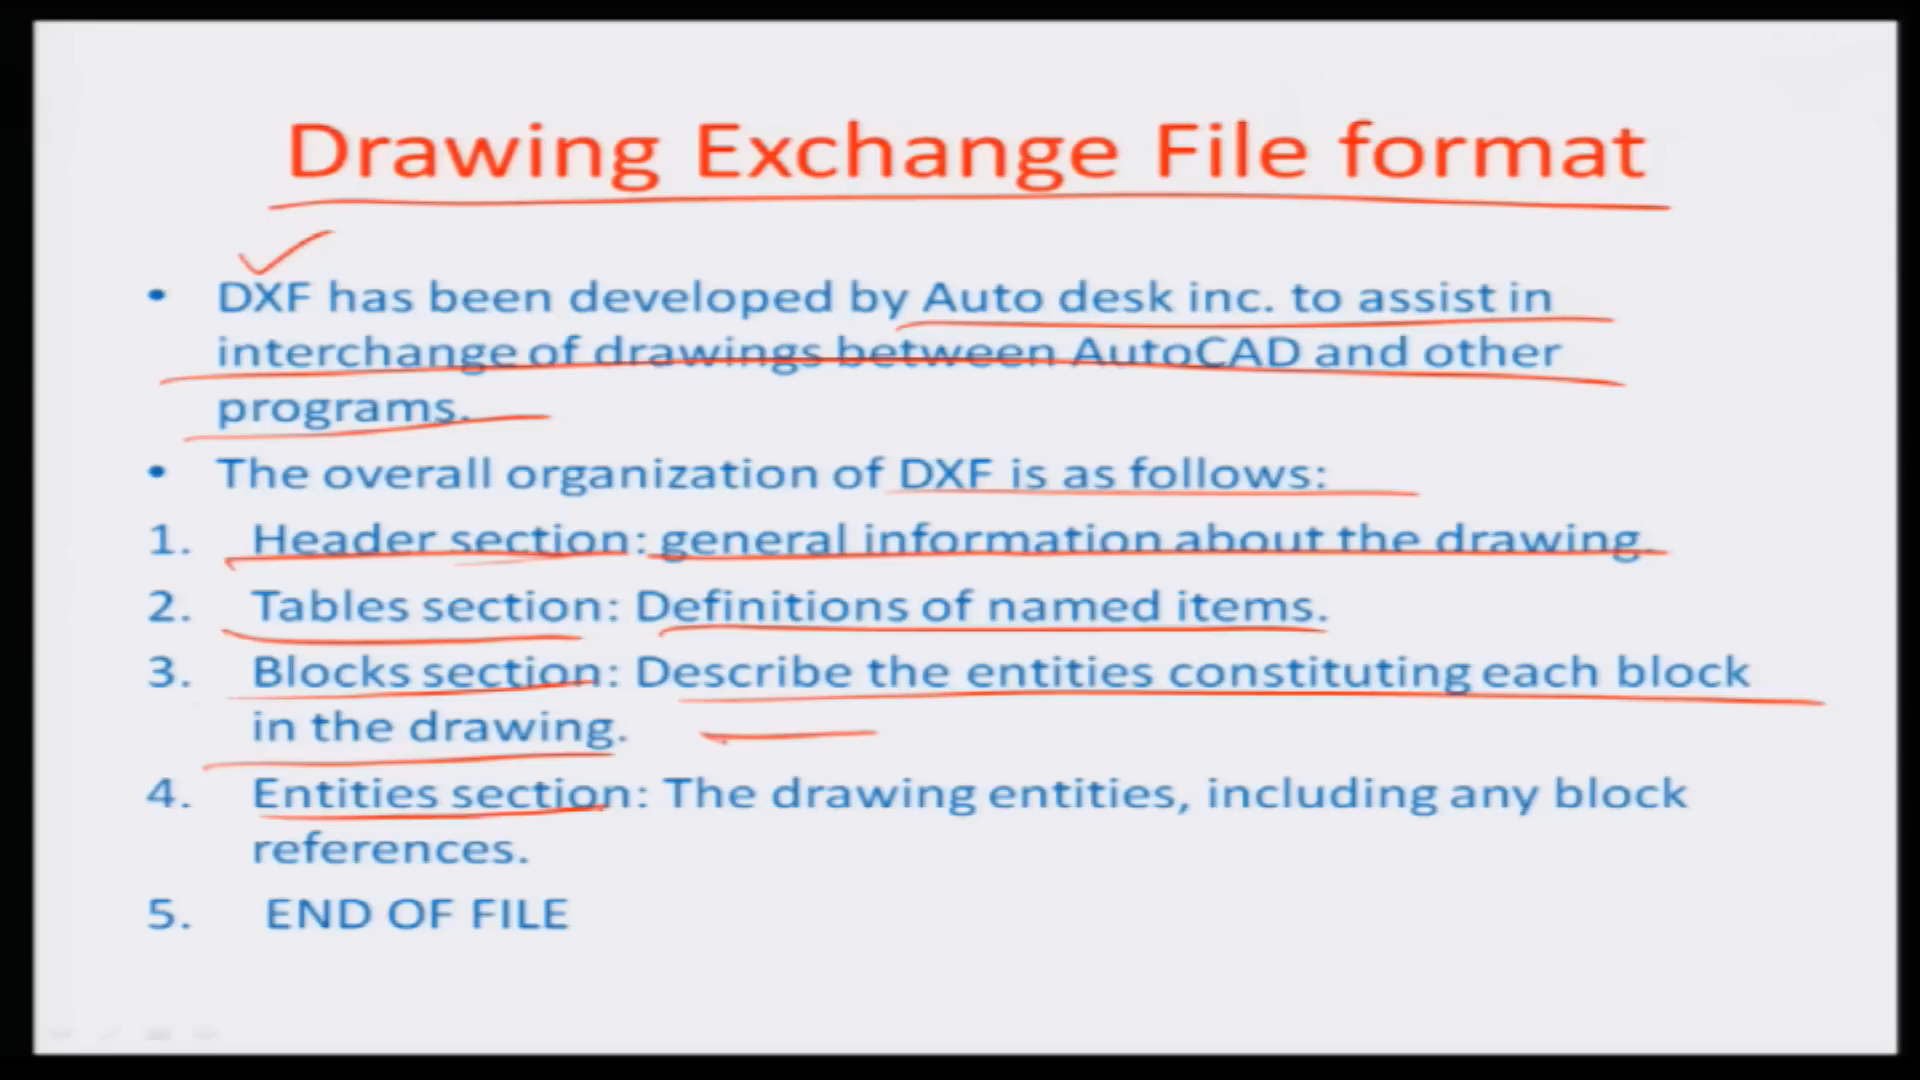 Drawing Exchange File format
• DXF has been developed by Auto desk inc. to assist in
interchange of drawings between AutoCAD and other
programs.
• The overall organization of DXF is as follows:
1. Header section: general information about the drawing.
2. Tables section: Definitions of named items.
3. Blocks section: Describe the entities constituting each block
in the drawing.
4. Entities section: The drawing entities, including any block
references.
5. END OF FILE